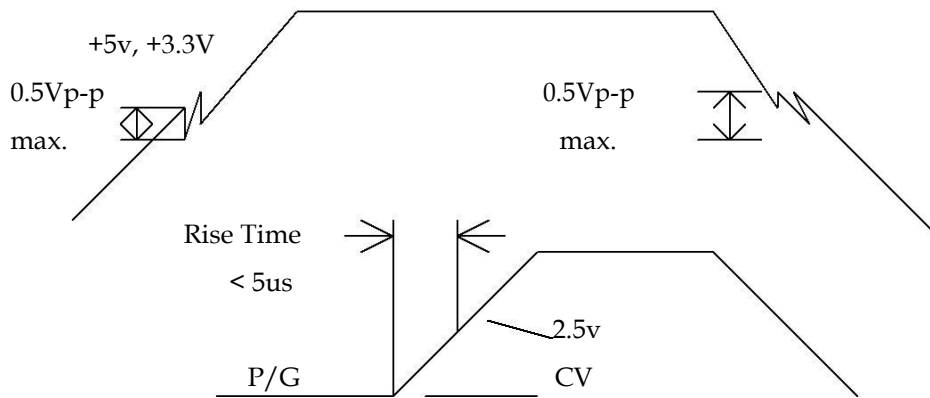 +5v, +3.3V
0.5Vp-p
max.
0.5Vp-p
max.
Rise Time
< 5us
2.5v
P/G
CV